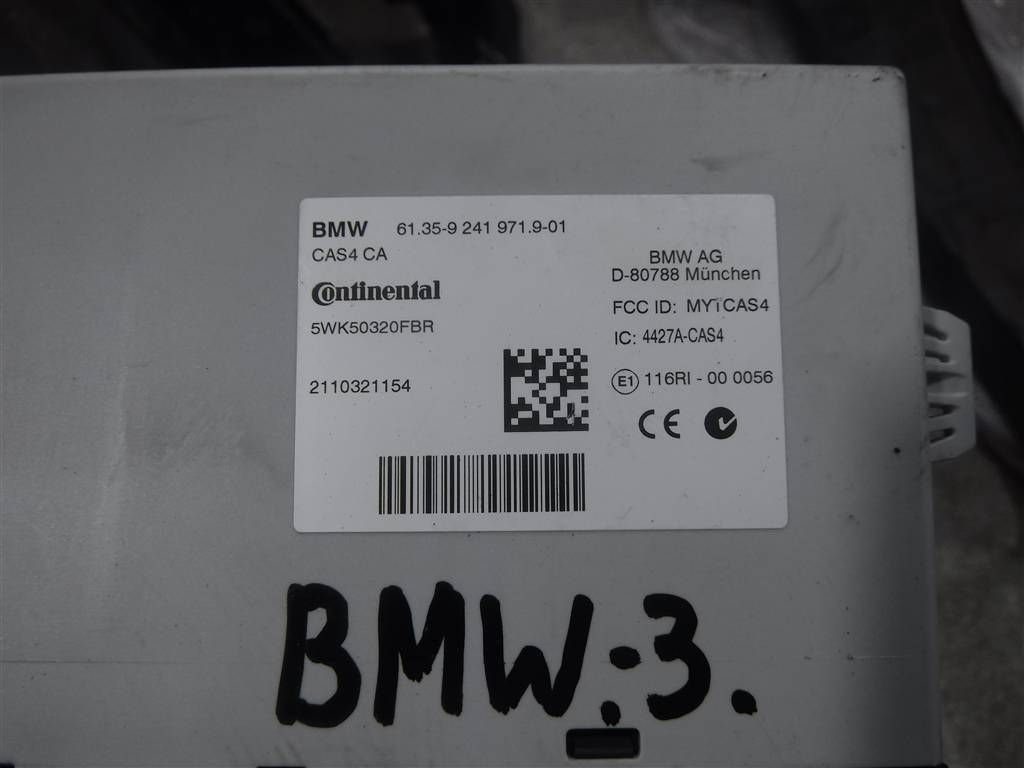 BMW 61.35-9 241 971.9-01
CAS4 CA
Continental
5WK50320FBR
2110321154
BMW AG
D-80788 München
FCC ID: MYTCAS4
IC: 4427A-CAS4
E1 116RI - 00 0056
CE
BMW:3.